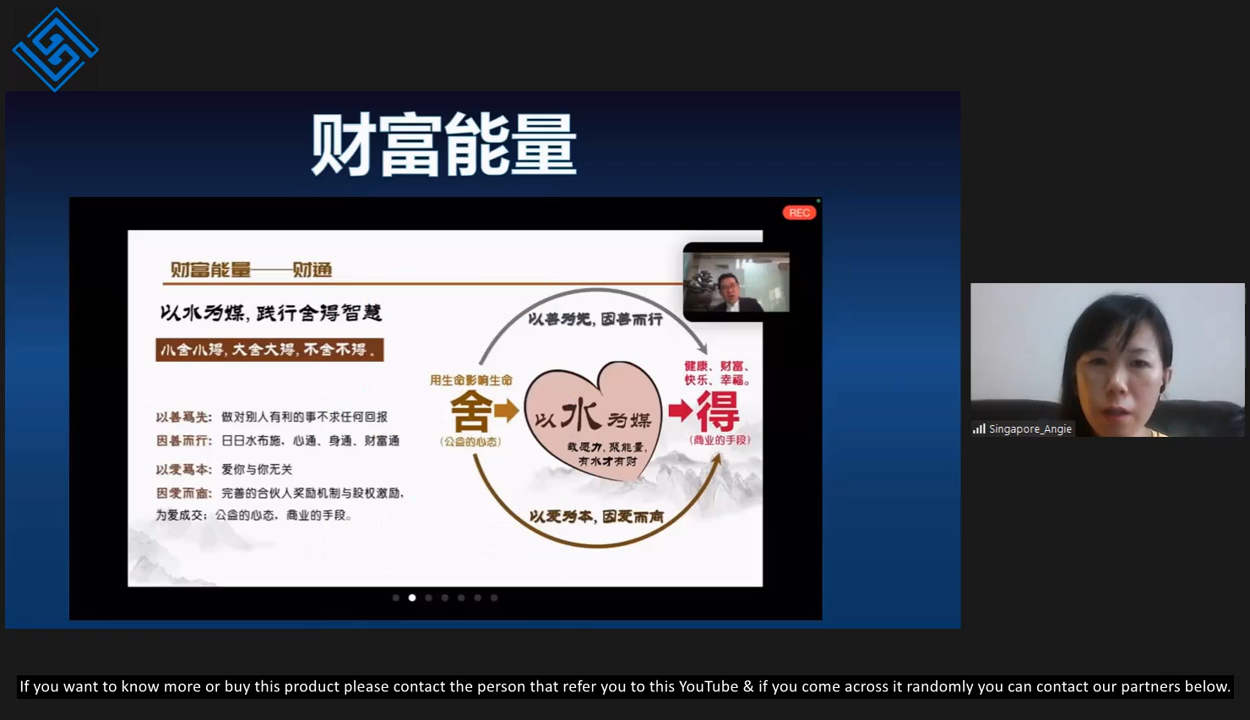 财富能量
REC
财富能量——财通
以水为媒, 践行舍得智慧
小舍小得, 大舍大得, 不舍不得。
以善为先: 做对别人有利的事不求任何回报
因善而行: 日日水布施，心通、身通、财富通
以爱为本: 爱你与你无关
因爱而商: 完善的合伙人奖励机制与股权激励，
为爱成交; 公益的心态，商业的手段。
以善为先, 因善而行
用生命影响生命
舍
(公益的心态)
以水为媒
载愿力, 聚能量,
有水才有财
健康、财富、
快乐、幸福。
得
(商业的手段)
以爱为本, 因爱而商
Singapore_Angie
If you want to know more or buy this product please contact the person that refer you to this YouTube & if you come across it randomly you can contact our partners below.